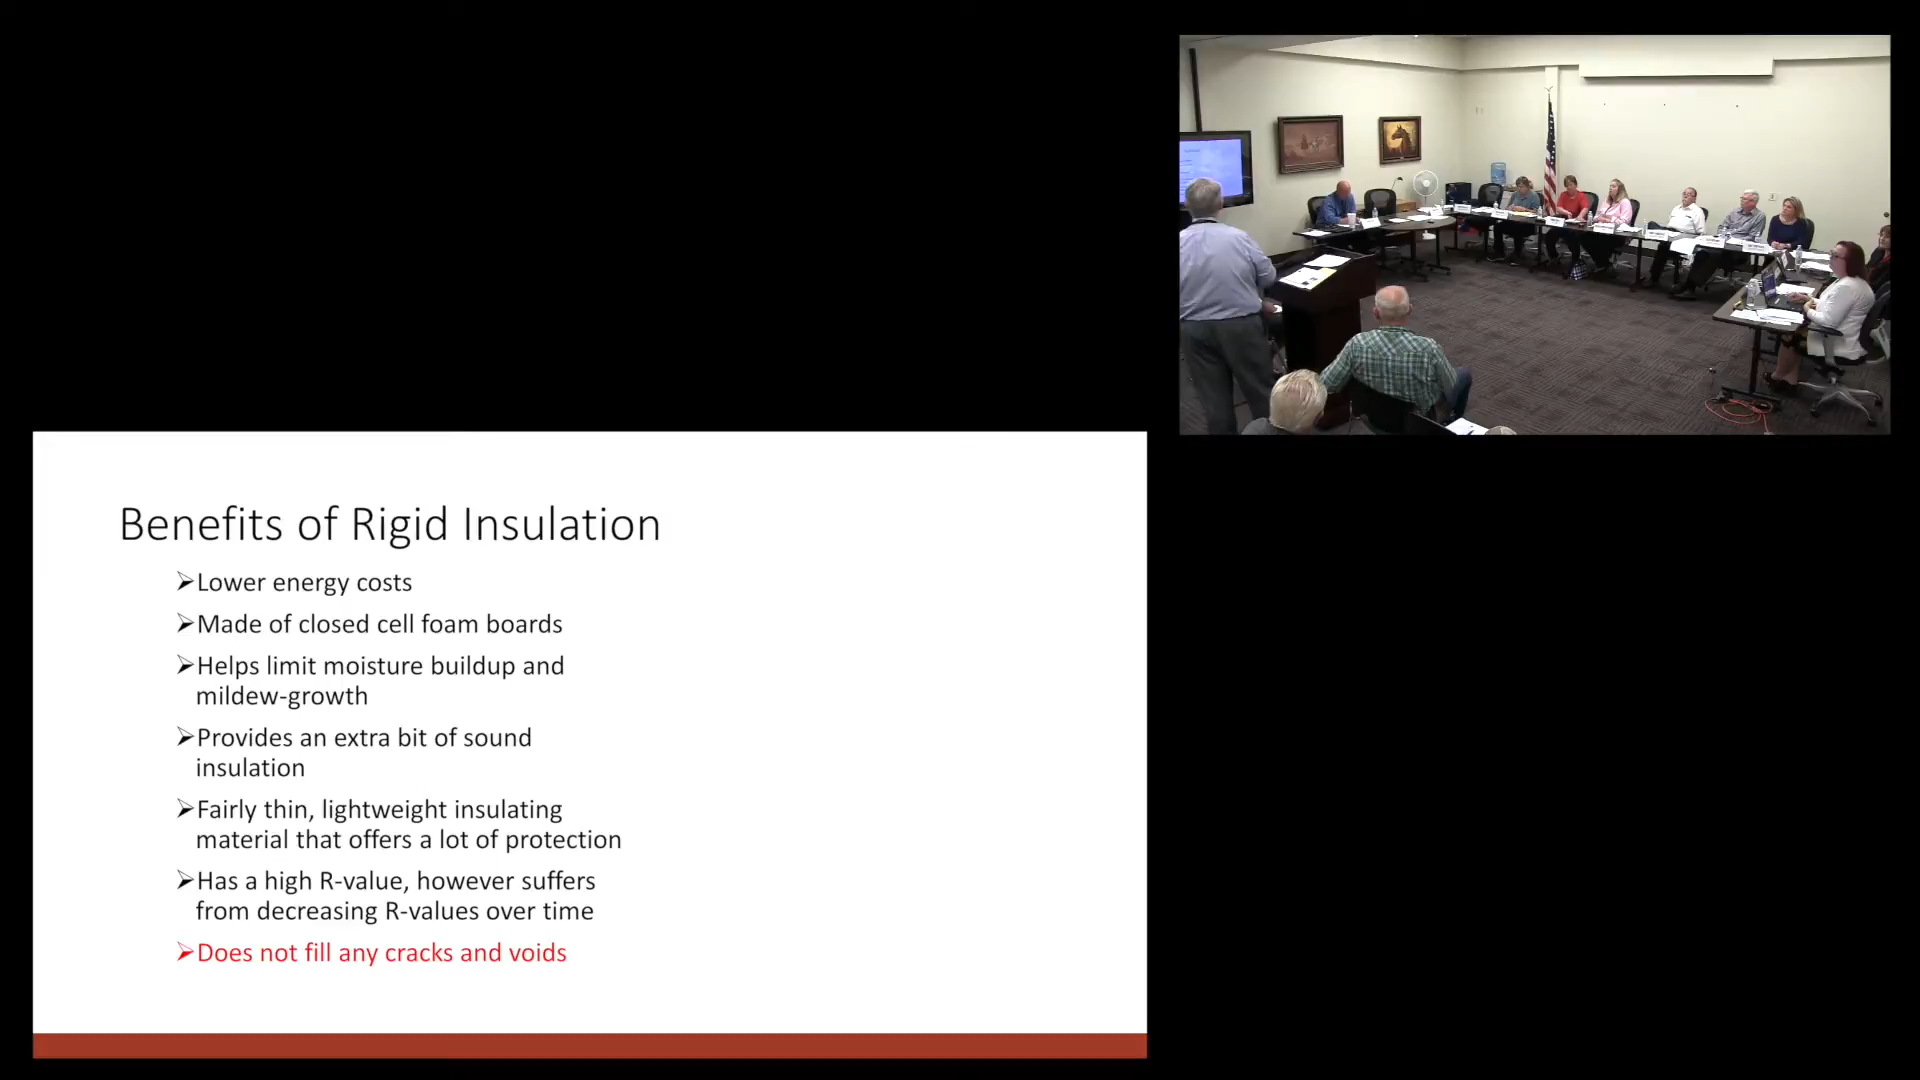 Benefits of Rigid Insulation
➢Lower energy costs
➢Made of closed cell foam boards
➢Helps limit moisture buildup and
mildew-growth
➢Provides an extra bit of sound
insulation
➢Fairly thin, lightweight insulating
material that offers a lot of protection
➢Has a high R-value, however suffers
from decreasing R-values over time
➢Does not fill any cracks and voids